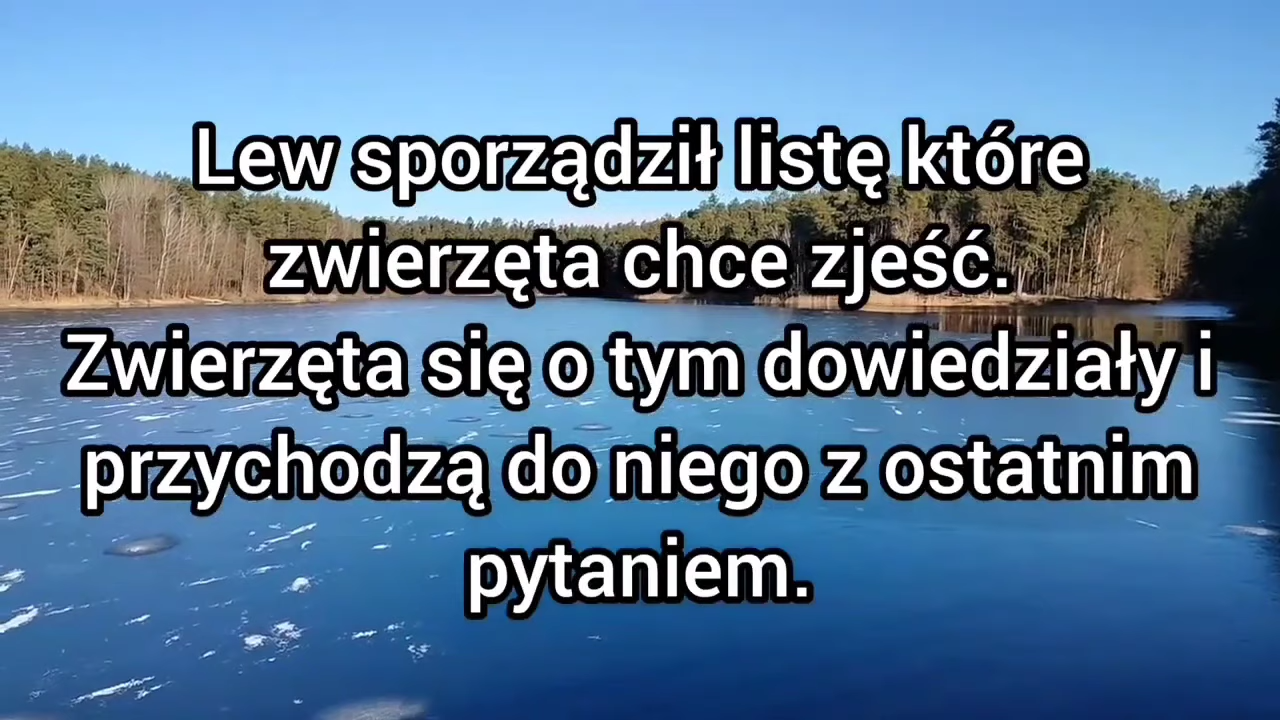 Lew sporządził listę które
zwierzęta chce zjeść.
Zwierzęta się o tym dowiedziały i
przychodzą do niego z ostatnim
pytaniem.